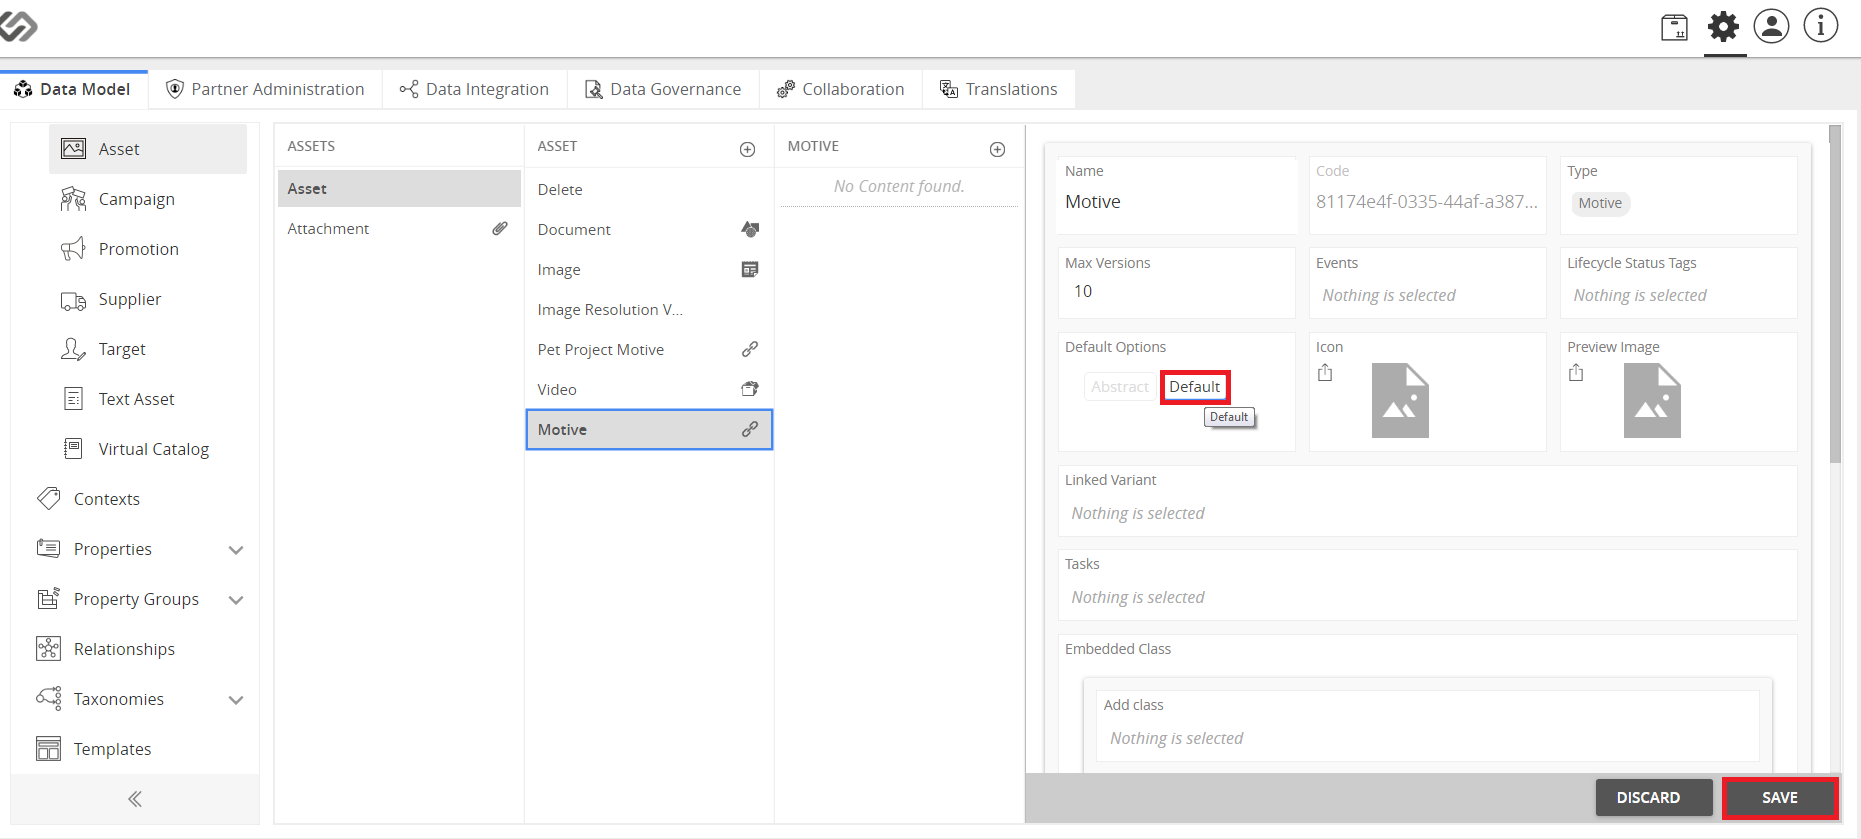 Data Model
Partner Administration
Data Integration
Data Governance
Collaboration
Translations
Asset
Campaign
Promotion
Supplier
Target
Text Asset
Virtual Catalog
Contexts
Properties
Property Groups
Relationships
Taxonomies
Templates
ASSETS
Asset
Attachment
ASSET
Delete
Document
Image
Image Resolution V...
Pet Project Motive
Video
Motive
MOTIVE
No Content found.
Name
Motive
Code
81174e4f-0335-44af-a387...
Type
Motive
Max Versions
10
Events
Nothing is selected
Lifecycle Status Tags
Nothing is selected
Default Options
Abstract
Default
Default
Icon
Preview Image
Linked Variant
Nothing is selected
Tasks
Nothing is selected
Embedded Class
Add class
Nothing is selected
DISCARD
SAVE